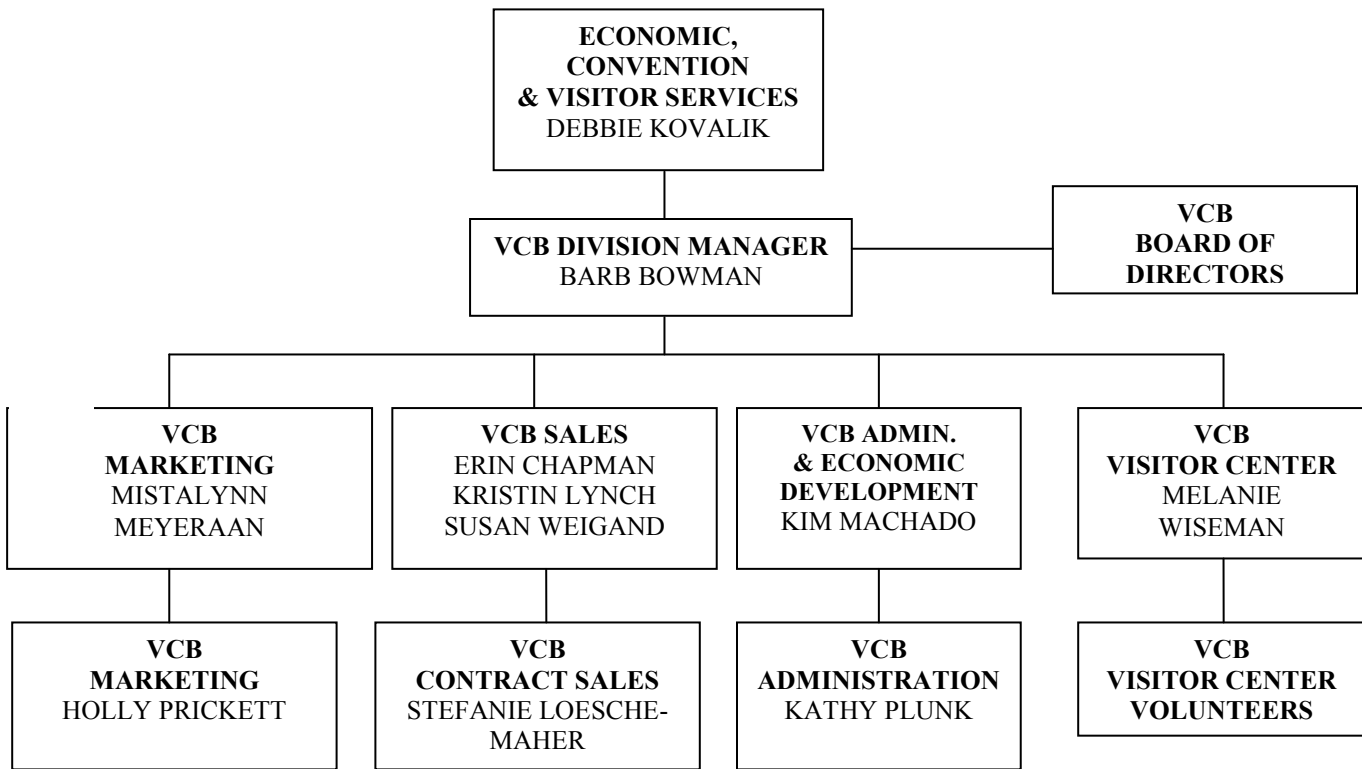 ECONOMIC,
CONVENTION
& VISITOR SERVICES
DEBBIE KOVALIK
VCB DIVISION MANAGER
BARB BOWMAN
VCB
BOARD OF
DIRECTORS
VCB
MARKETING
MISTALYNN
MEYERAAN
VCB SALES
ERIN CHAPMAN
KRISTIN LYNCH
SUSAN WEIGAND
VCB ADMIN.
& ECONOMIC
DEVELOPMENT
KIM MACHADO
VCB
VISITOR CENTER
MELANIE
WISEMAN
VCB
MARKETING
HOLLY PRICKETT
VCB
CONTRACT SALES
STEFANIE LOESCHE-
MAHER
VCB
ADMINISTRATION
KATHY PLUNK
VCB
VISITOR CENTER
VOLUNTEERS